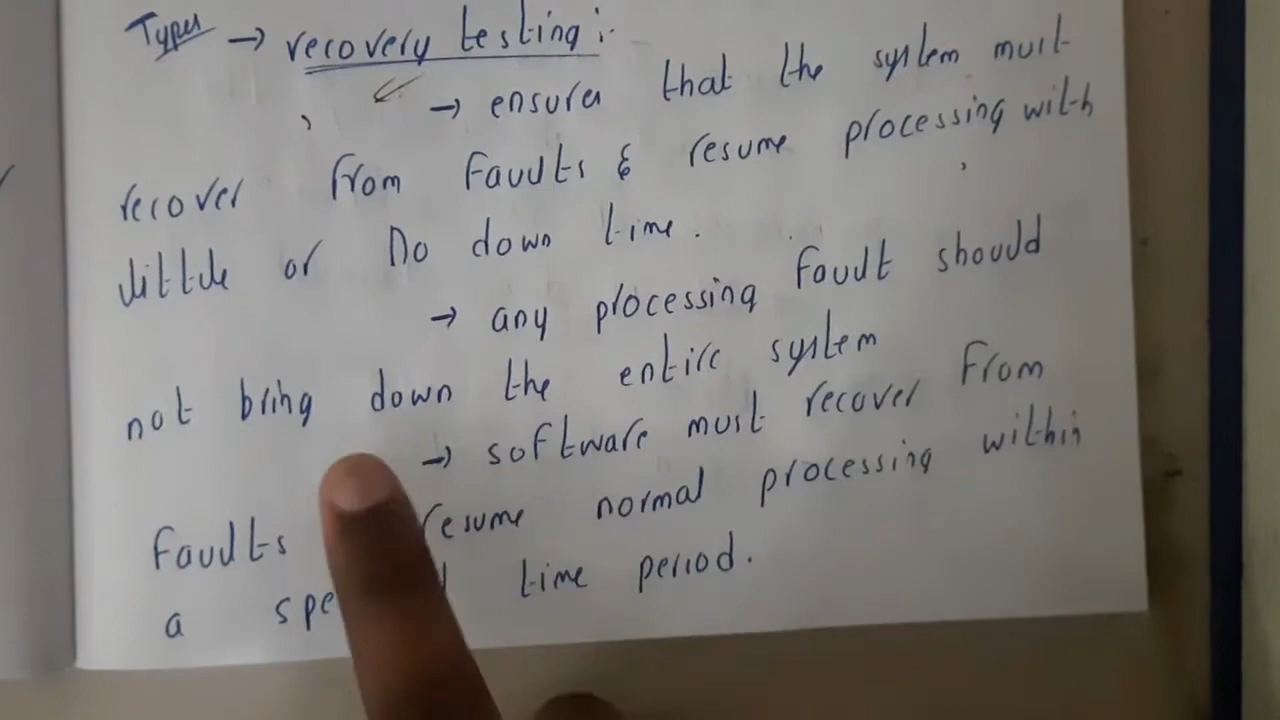 Types → recovery testing :-
→ ensures that the system must
recover from faults & resume processing with
little or no down time.
→ any processing fault should
not bring down the entire system
→ software must recover from
faults resume normal processing within
a time period.